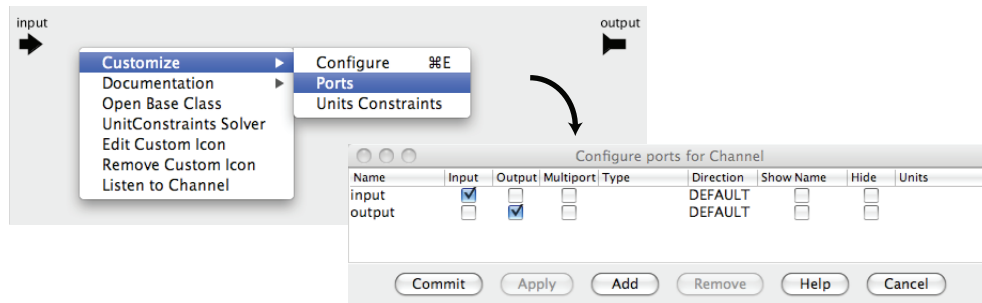 input
output
Customize
Configure ⌘E
Documentation
Ports
Open Base Class
Units Constraints
UnitConstraints Solver
Edit Custom Icon
Remove Custom Icon
Listen to Channel
Configure ports for Channel
Name Input Output Multiport Type Direction Show Name Hide Units
input DEFAULT
output DEFAULT
Commit Apply Add Remove Help Cancel